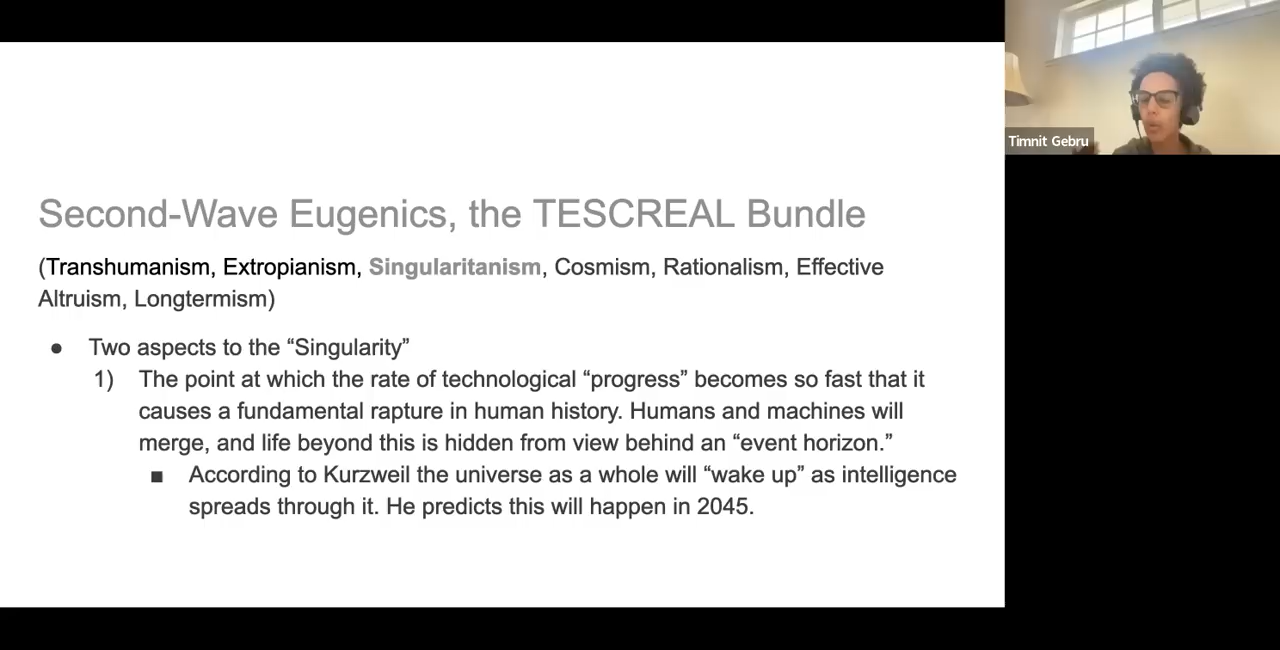 Second-Wave Eugenics, the TESCREAL Bundle
(Transhumanism, Extropianism, Singularitanism, Cosmism, Rationalism, Effective
Altruism, Longtermism)
● Two aspects to the “Singularity”
1) The point at which the rate of technological “progress” becomes so fast that it
causes a fundamental rapture in human history. Humans and machines will
merge, and life beyond this is hidden from view behind an “event horizon.”
■ According to Kurzweil the universe as a whole will “wake up” as intelligence
spreads through it. He predicts this will happen in 2045.
Timnit Gebru